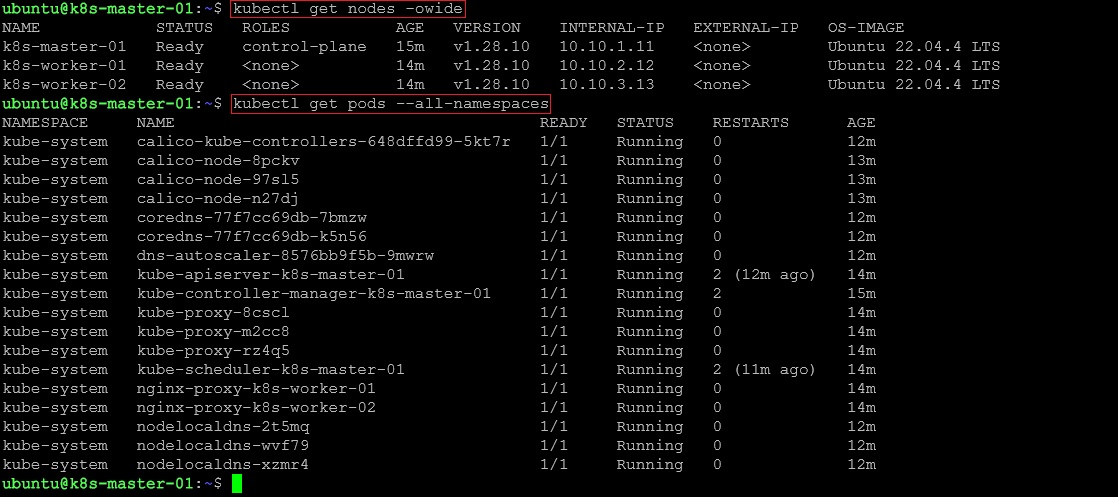 ubuntu@k8s-master-01:~$ kubectl get nodes -owide
NAME STATUS ROLES AGE VERSION INTERNAL-IP EXTERNAL-IP OS-IMAGE
k8s-master-01 Ready control-plane 15m v1.28.10 10.10.1.11 <none> Ubuntu 22.04.4 LTS
k8s-worker-01 Ready <none> 14m v1.28.10 10.10.2.12 <none> Ubuntu 22.04.4 LTS
k8s-worker-02 Ready <none> 14m v1.28.10 10.10.3.13 <none> Ubuntu 22.04.4 LTS
ubuntu@k8s-master-01:~$ kubectl get pods --all-namespaces
NAMESPACE NAME READY STATUS RESTARTS AGE
kube-system calico-kube-controllers-648dffd99-5kt7r 1/1 Running 0 12m
kube-system calico-node-8pckv 1/1 Running 0 13m
kube-system calico-node-97sl5 1/1 Running 0 13m
kube-system calico-node-n27dj 1/1 Running 0 13m
kube-system coredns-77f7cc69db-7bmzw 1/1 Running 0 12m
kube-system coredns-77f7cc69db-k5n56 1/1 Running 0 12m
kube-system dns-autoscaler-8576bb9f5b-9mwrw 1/1 Running 0 12m
kube-system kube-apiserver-k8s-master-01 1/1 Running 2 (12m ago) 14m
kube-system kube-controller-manager-k8s-master-01 1/1 Running 2 15m
kube-system kube-proxy-8cscl 1/1 Running 0 14m
kube-system kube-proxy-m2cc8 1/1 Running 0 14m
kube-system kube-proxy-rz4q5 1/1 Running 0 14m
kube-system kube-scheduler-k8s-master-01 1/1 Running 2 (11m ago) 14m
kube-system nginx-proxy-k8s-worker-01 1/1 Running 0 14m
kube-system nginx-proxy-k8s-worker-02 1/1 Running 0 14m
kube-system nodelocaldns-2t5mq 1/1 Running 0 12m
kube-system nodelocaldns-wvf79 1/1 Running 0 12m
kube-system nodelocaldns-xzmr4 1/1 Running 0 12m
ubuntu@k8s-master-01:~$